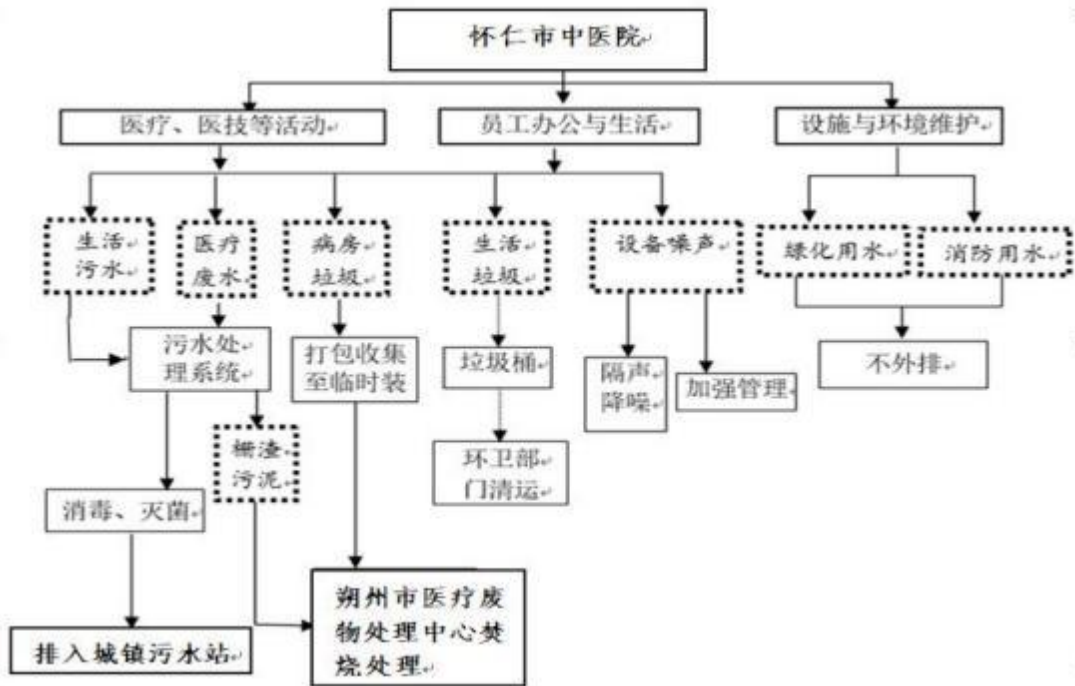 怀仁市中医院
医疗、医技等活动
员工办公与生活
设施与环境维护
生活
污水
医疗
废水
病房
垃圾
生活
垃圾
设备噪声
绿化用水
消防用水
污水处
理系统
打包收集
至临时装
垃圾桶
隔声
降噪
加强管理
不外排
栅渣
污泥
环卫部
门清运
消毒、灭菌
朔州市医疗废
物处理中心焚
烧处理
排入城镇污水站